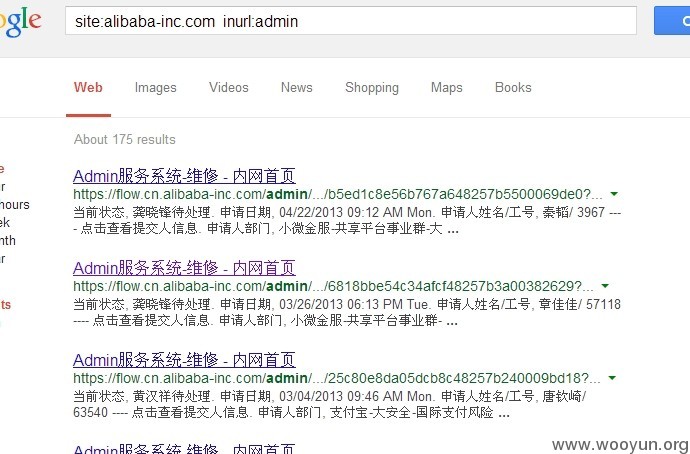 ogle site:alibaba-inc.com inurl:admin
Web Images Videos News Shopping Maps Books
About 175 results
Admin服务系统-维修 - 内网首页
https://flow.cn.alibaba-inc.com/admin/.../b5ed1c8e56b767a648257b5500069de0?...
当前状态, 龚晓锋待处理. 申请日期, 04/22/2013 09:12 AM Mon. 申请人姓名/工号, 秦韬/ 3967 ---
- 点击查看提交人信息. 申请人部门, 小微金服-共享平台事业群-大 ...
Admin服务系统-维修 - 内网首页
https://flow.cn.alibaba-inc.com/admin/.../6818bbe54c34afcf48257b3a00382629?...
当前状态, 龚晓锋待处理. 申请日期, 03/26/2013 06:13 PM Tue. 申请人姓名/工号, 章佳佳/ 57118
---- 点击查看提交人信息. 申请人部门, 小微金服-共享平台事业群- ...
Admin服务系统-维修 - 内网首页
https://flow.cn.alibaba-inc.com/admin/.../25c80e8da05dcb8c48257b240009bd18?...
当前状态, 黄汉祥待处理. 申请日期, 03/04/2013 09:46 AM Mon. 申请人姓名/工号, 唐钦崎/
63540 ---- 点击查看提交人信息. 申请人部门, 支付宝-大安全-国际支付风险 ...
Admin服务系统-维修 - 内网首页
www.wooyun.org